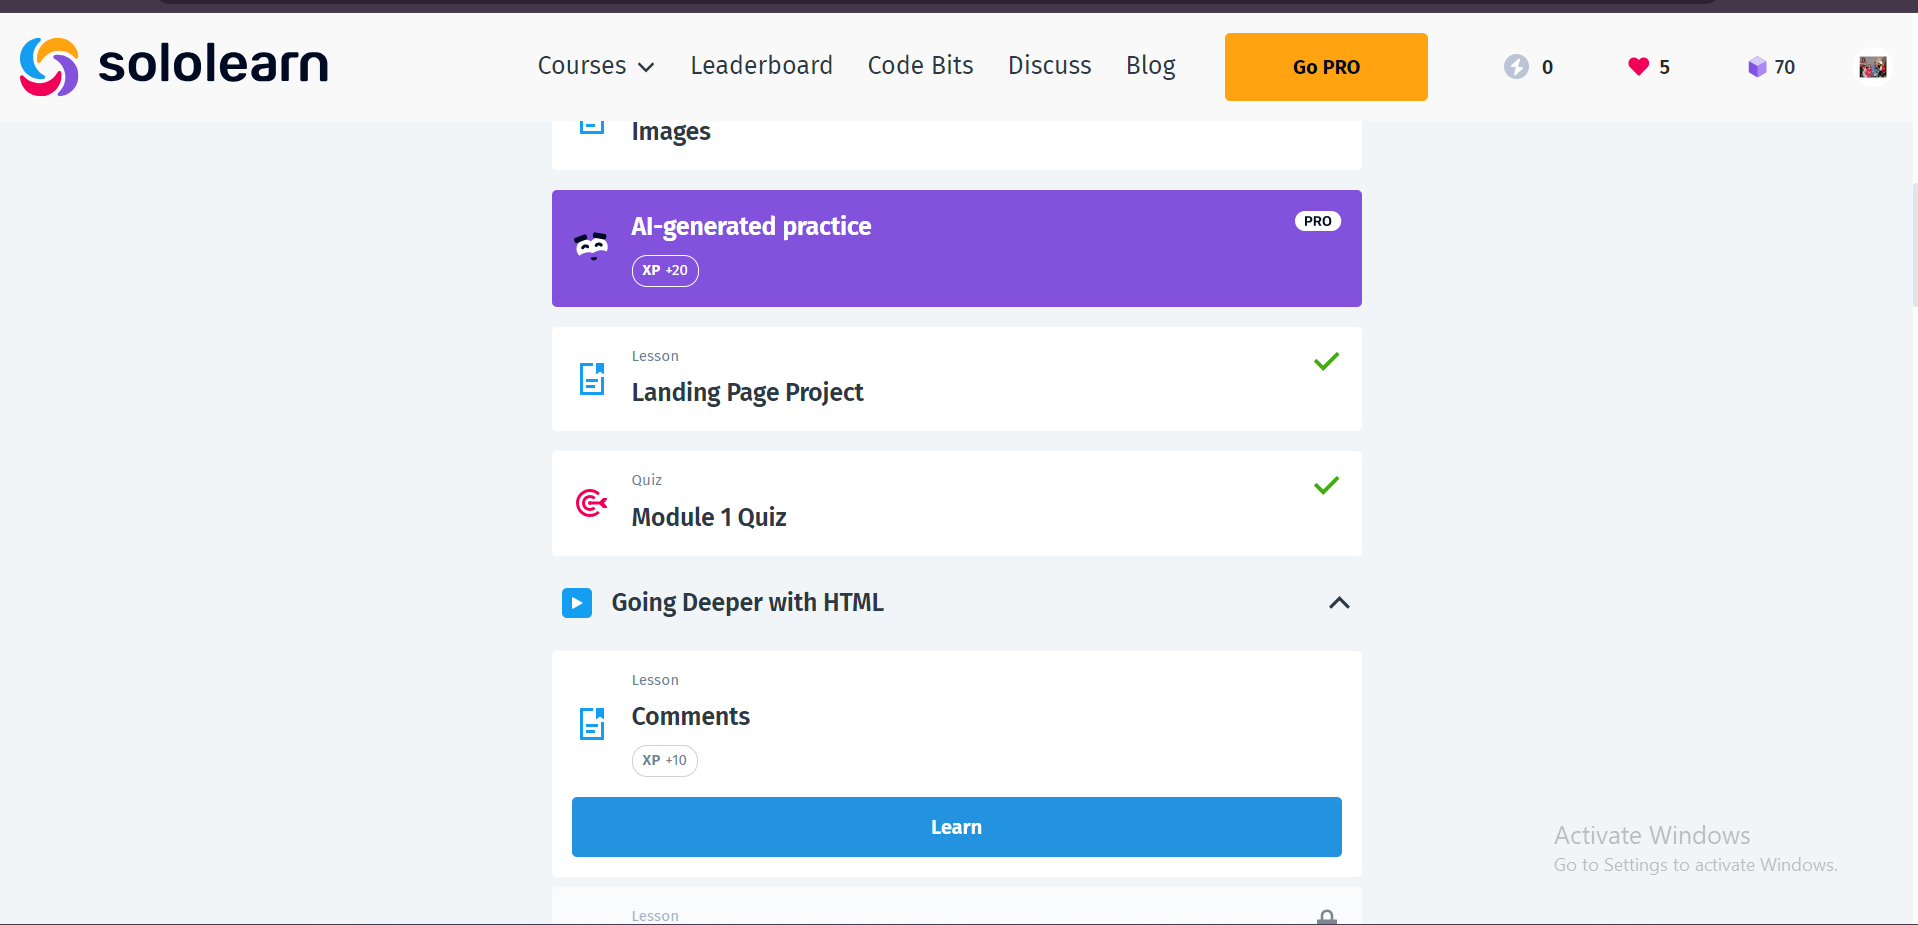 sololearn
Courses Leaderboard Code Bits Discuss Blog Go PRO 0 5 70
Images
AI-generated practice PRO
XP +20
Lesson
Landing Page Project
Quiz
Module 1 Quiz
Going Deeper with HTML
Lesson
Comments
XP +10
Learn
Activate Windows
Go to Settings to activate Windows.
Lesson